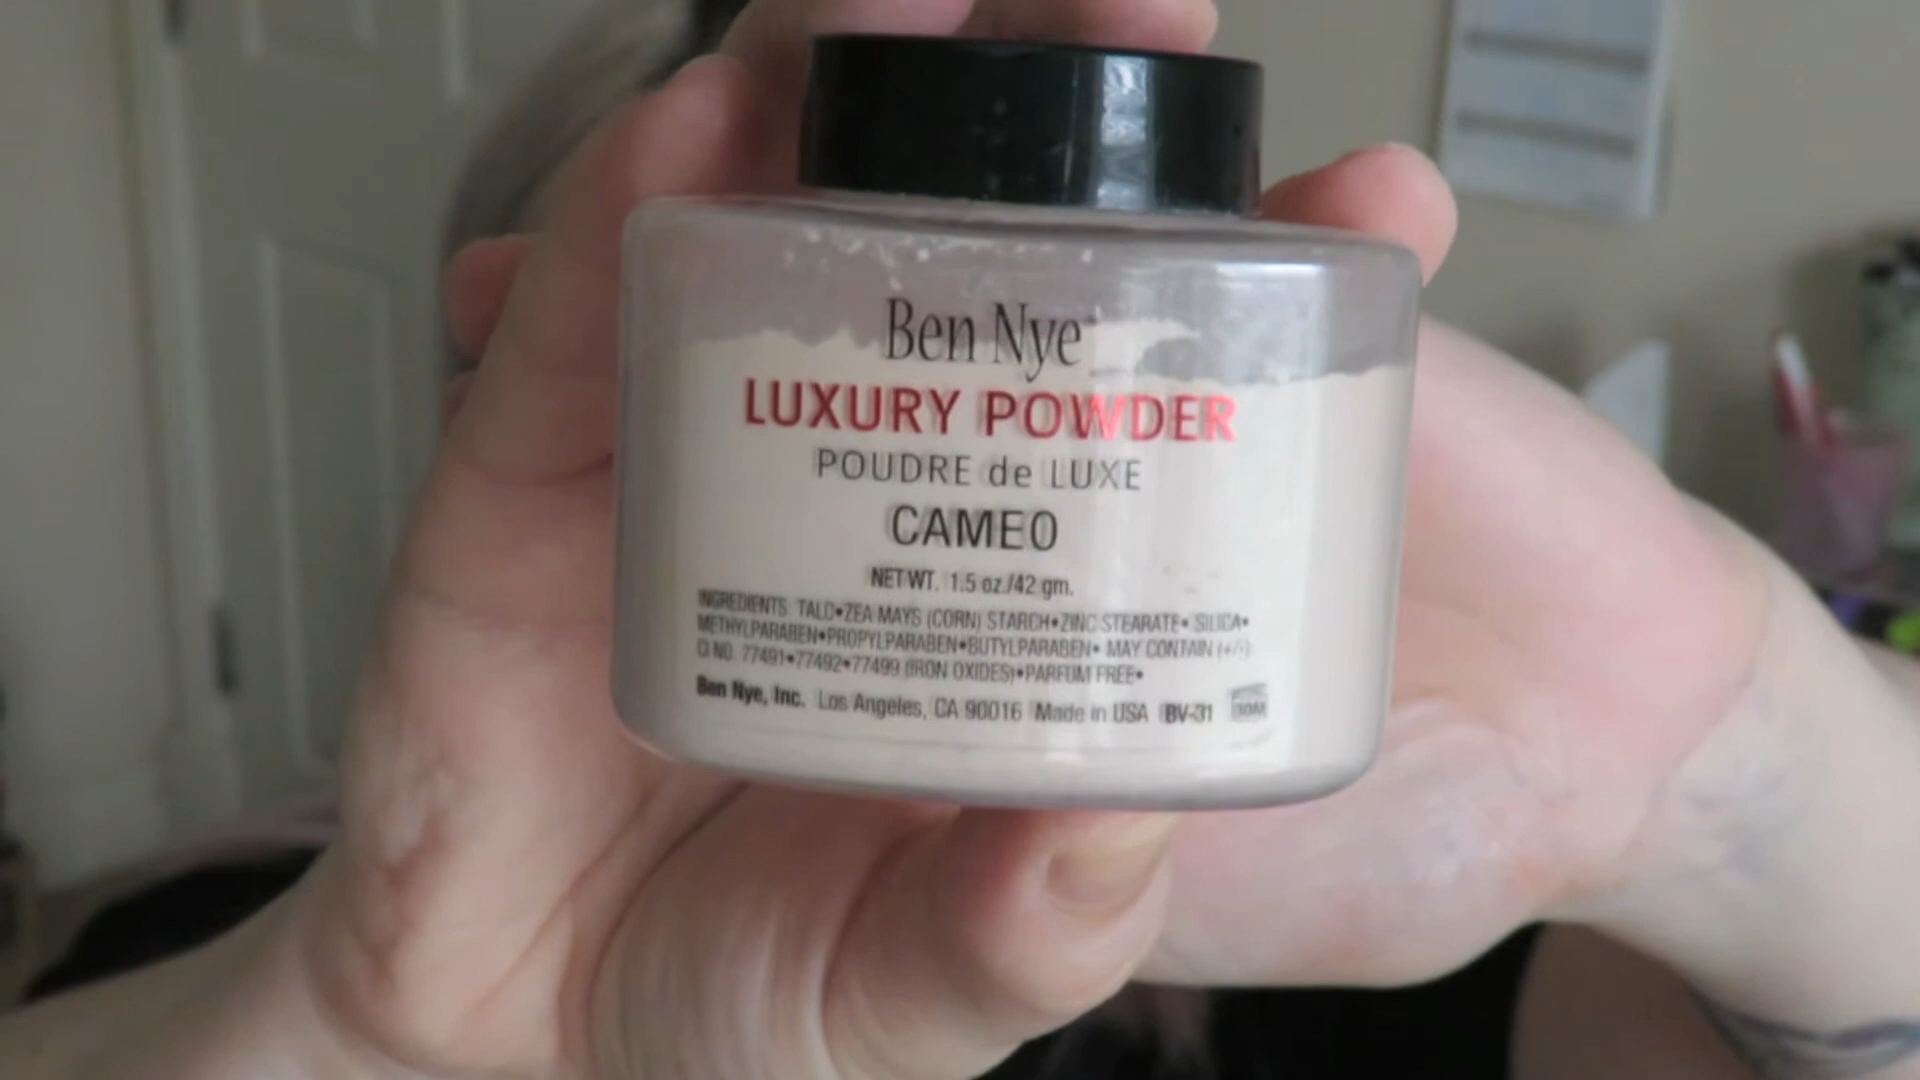 Ben Nye
LUXURY POWDER
POUDRE de LUXE
CAMEO
NET WT. 1.5 oz./42 gm.
INGREDIENTS: TALC•ZEA MAYS (CORN) STARCH•ZINC STEARATE• SILICA•
METHYLPARABEN•PROPYLPARABEN•BUTYLPARABEN• MAY CONTAIN (+/-):
CI NO. 77491•77492•77499 (IRON OXIDES)•PARFUM FREE•
Ben Nye, Inc. Los Angeles, CA 90016 Made in USA BV-31